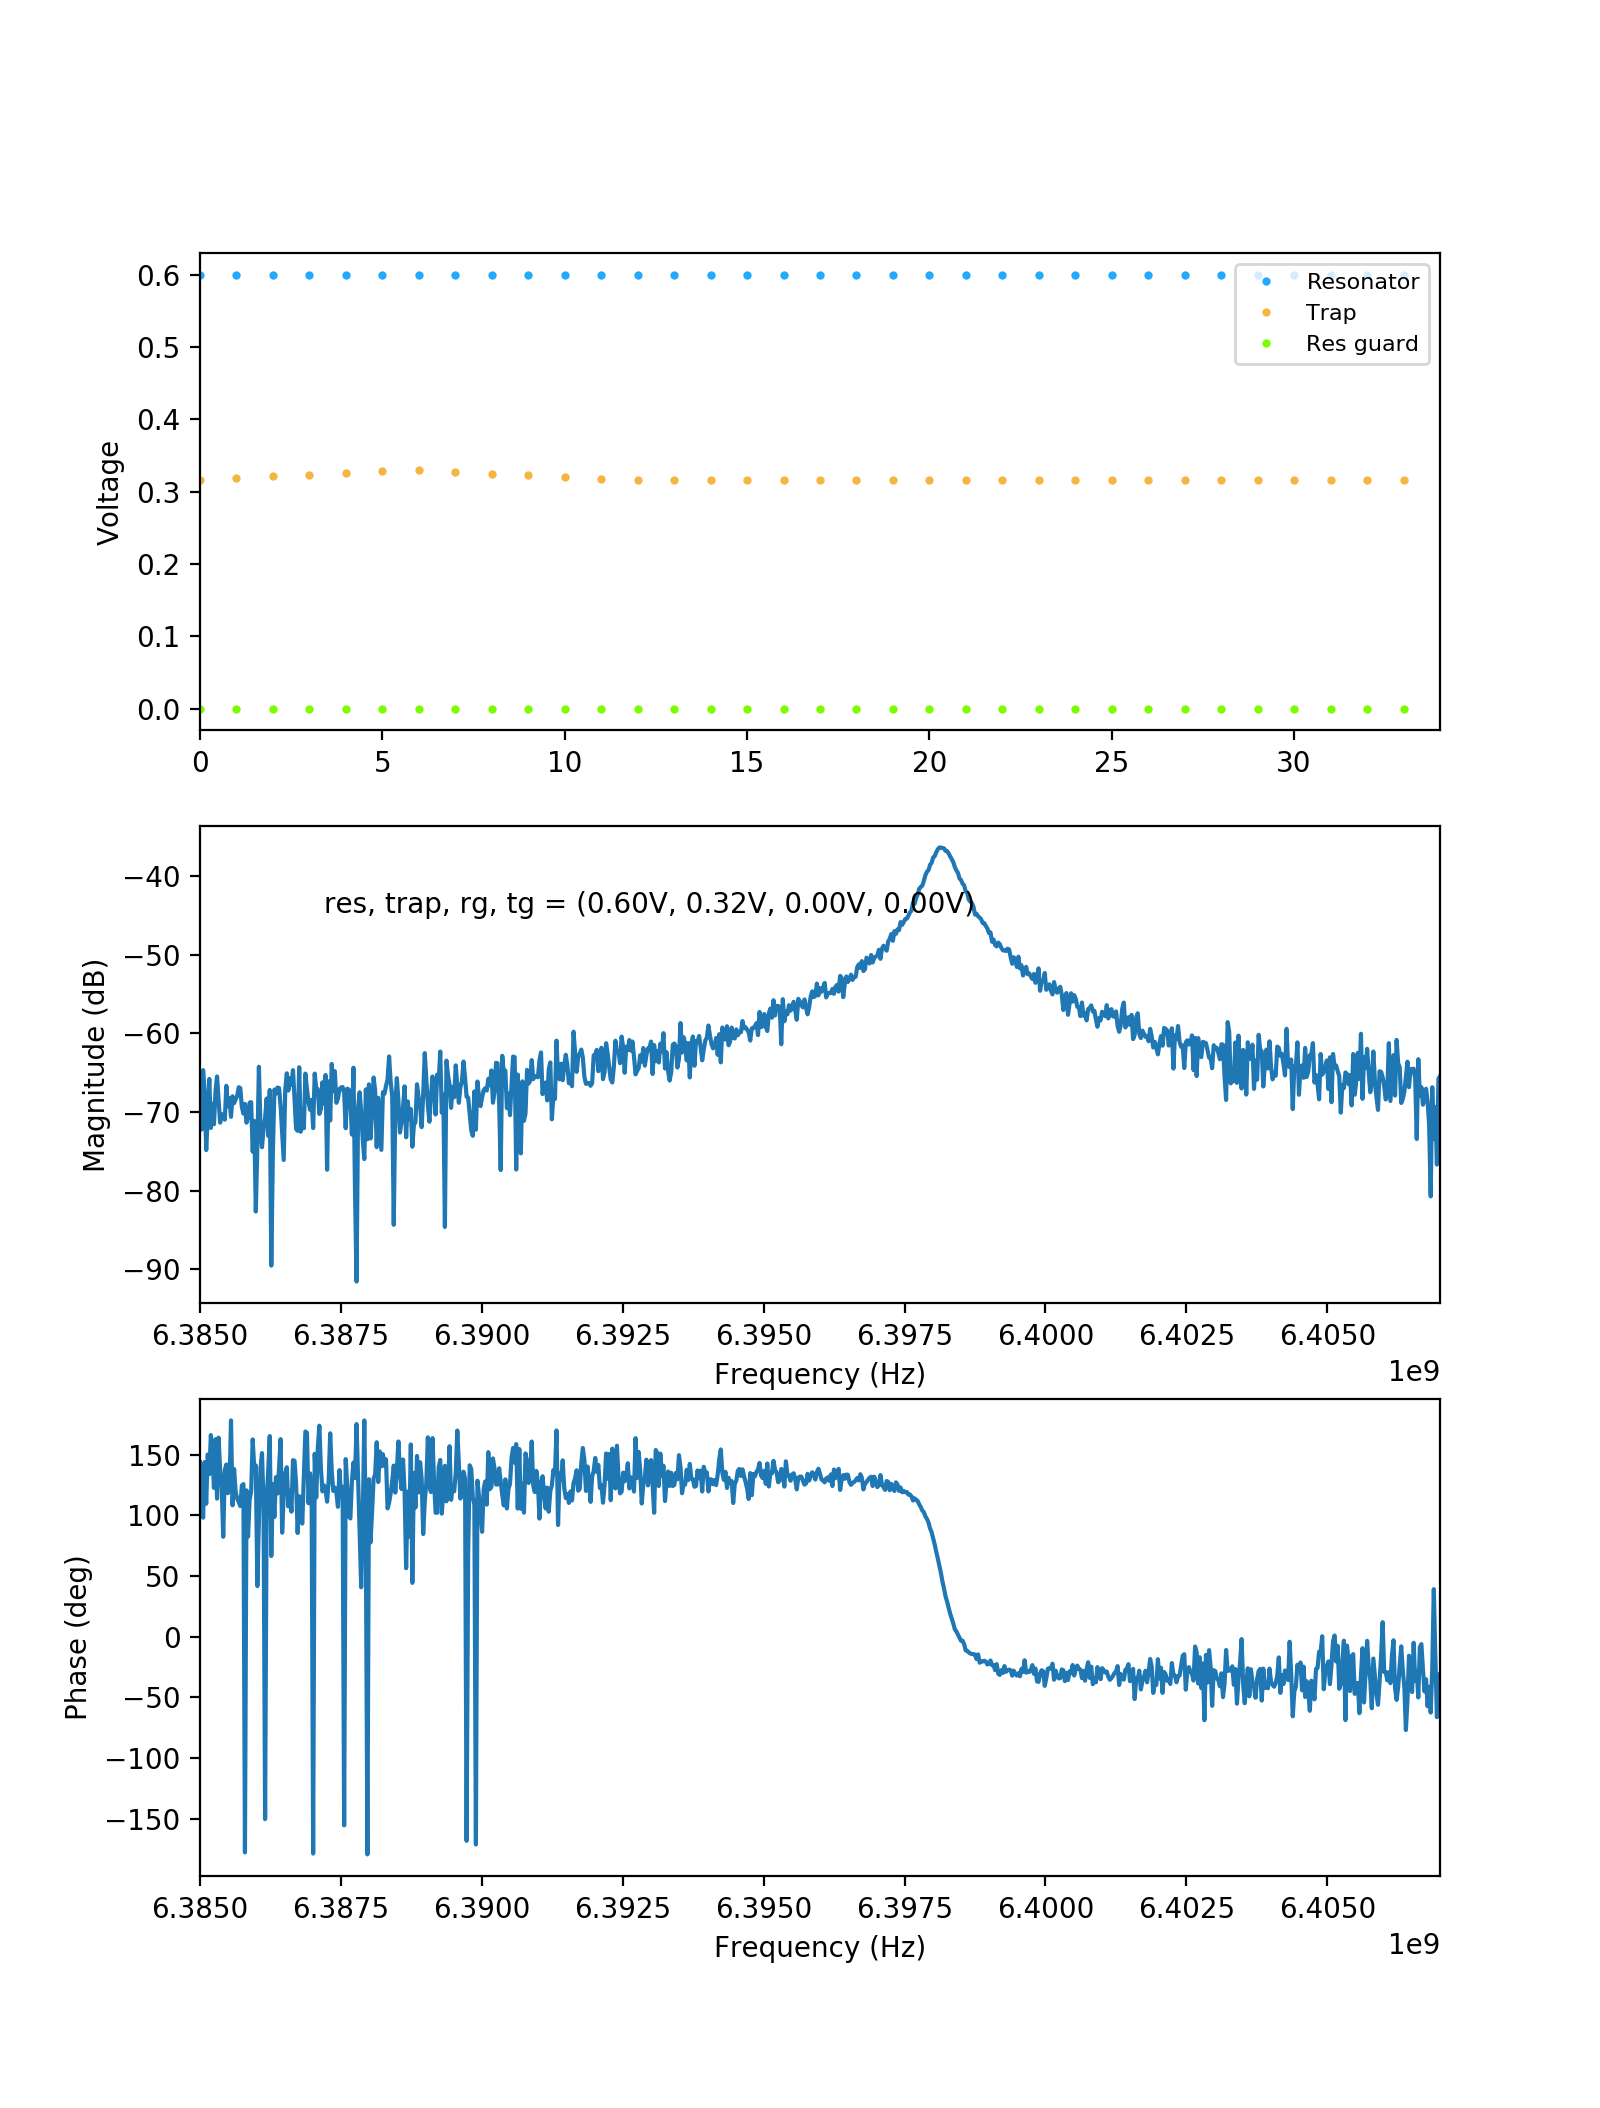 0.6
0.5
0.4
0.3
0.2
0.1
0.0
Voltage
Resonator
Trap
Res guard
0 5 10 15 20 25 30
−40
−50
−60
−70
−80
−90
Magnitude (dB)
res, trap, rg, tg = (0.60V, 0.32V, 0.00V, 0.00V)
6.3850 6.3875 6.3900 6.3925 6.3950 6.3975 6.4000 6.4025 6.4050
1e9
Frequency (Hz)
150
100
50
0
−50
−100
−150
Phase (deg)
6.3850 6.3875 6.3900 6.3925 6.3950 6.3975 6.4000 6.4025 6.4050
1e9
Frequency (Hz)